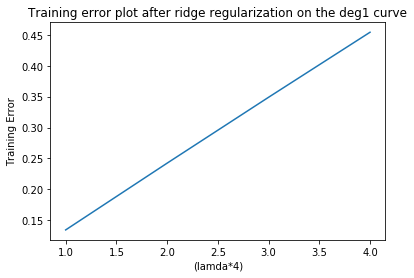 Training error plot after ridge regularization on the deg1 curve
0.45
0.40
0.35
0.30
0.25
0.20
0.15
Training Error
1.0 1.5 2.0 2.5 3.0 3.5 4.0
(lamda*4)